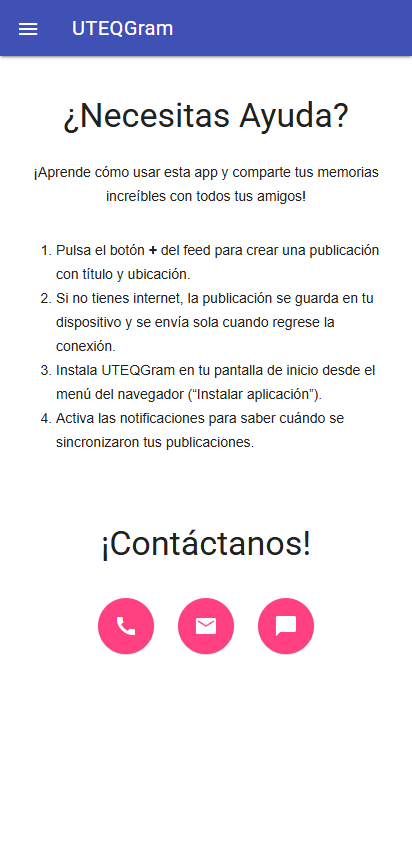 UTEQGram
¿Necesitas Ayuda?
¡Aprende cómo usar esta app y comparte tus memorias
increíbles con todos tus amigos!
1. Pulsa el botón + del feed para crear una publicación
con título y ubicación.
2. Si no tienes internet, la publicación se guarda en tu
dispositivo y se envía sola cuando regrese la
conexión.
3. Instala UTEQGram en tu pantalla de inicio desde el
menú del navegador (“Instalar aplicación”).
4. Activa las notificaciones para saber cuándo se
sincronizaron tus publicaciones.
¡Contáctanos!